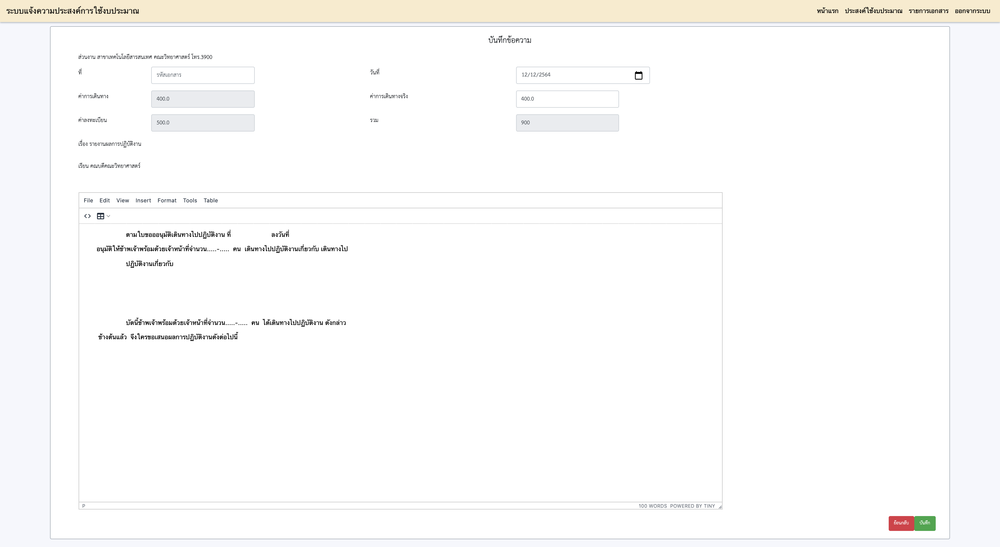 ระบบแจ้งความประสงค์การใช้งบประมาณ
หน้าแรก ประสงค์ใช้งบประมาณ รายการเอกสาร ออกจากระบบ
บันทึกข้อความ
ส่วนงาน สาขาเทคโนโลยีสารสนเทศ คณะวิทยาศาสตร์ โทร.3900
ที่ รหัสเอกสาร วันที่ 12/12/2564
ค่าการเดินทาง 400.0 ค่าการเดินทางจริง 400.0
ค่าลงทะเบียน 500.0 รวม 900
เรื่อง รายงานผลการปฏิบัติงาน
เรียน คณบดีคณะวิทยาศาสตร์
File Edit View Insert Format Tools Table
ตามใบขอออนุมัติเดินทางไปปฏิบัติงาน ที่ ลงวันที่
อนุมัติให้ข้าพเจ้าพร้อมด้วยเจ้าหน้าที่จำนวน.....-..... คน เดินทางไปปฏิบัติงานเกี่ยวกับ เดินทางไป
ปฏิบัติงานเกี่ยวกับ
บัดนี้ข้าพเจ้าพร้อมด้วยเจ้าหน้าที่จำนวน.....-..... คน ได้เดินทางไปปฏิบัติงาน ดังกล่าว
ข้างต้นแล้ว จึงใครขอเสนอผลการปฏิบัติงานดังต่อไปนี้
P 100 WORDS POWERED BY TINY
ย้อนกลับ บันทึก